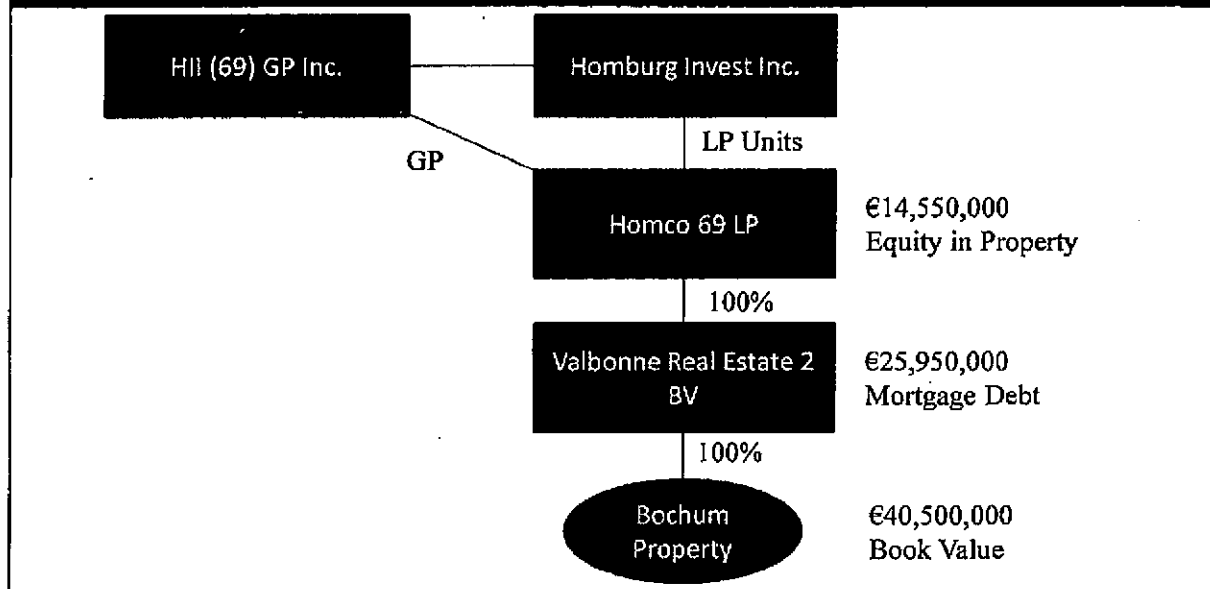 HII (69) GP Inc.
Homburg Invest Inc.
LP Units
GP
Homco 69 LP
€14,550,000
Equity in Property
100%
Valbonne Real Estate 2
BV
€25,950,000
Mortgage Debt
100%
Bochum
Property
€40,500,000
Book Value